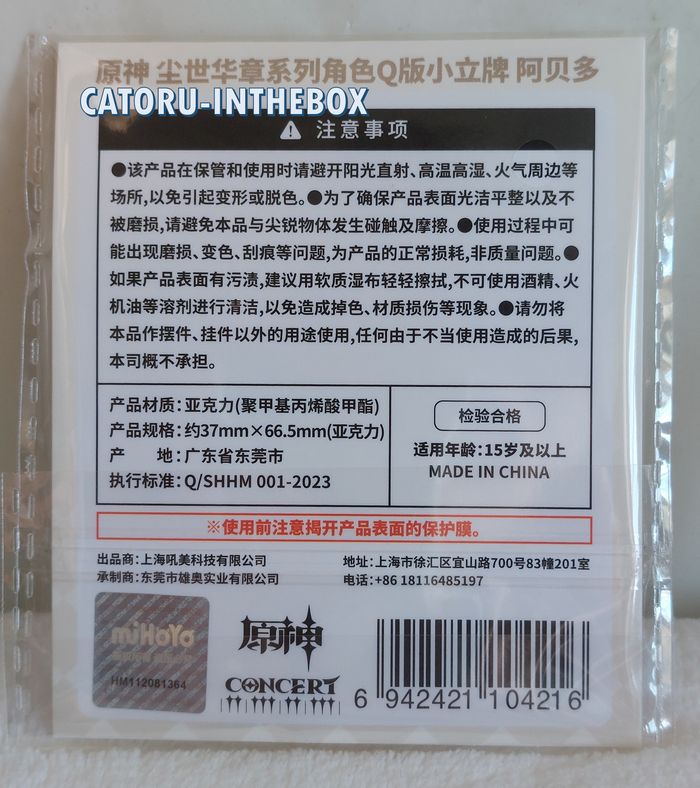 原神 尘世华章系列角色Q版小立牌 阿贝多
CATORU-INTHEBOX
注意事项
●该产品在保管和使用时请避开阳光直射、高温高湿、火气周边等
场所,以免引起变形或脱色。●为了确保产品表面光洁平整以及不
被磨损,请避免本品与尖锐物体发生碰触及摩擦。●使用过程中可
能出现磨损、变色、刮痕等问题,为产品的正常损耗,非质量问题。●
如果产品表面有污渍,建议用软质湿布轻轻擦拭,不可使用酒精、火
机油等溶剂进行清洁,以免造成掉色、材质损伤等现象。●请勿将
本品作摆件、挂件以外的用途使用,任何由于不当使用造成的后果,
本司概不承担。
产品材质:亚克力(聚甲基丙烯酸甲酯)
产品规格:约37mm×66.5mm(亚克力)
产 地:广东省东莞市
执行标准:Q/SHHM 001-2023
检验合格
适用年龄:15岁及以上
MADE IN CHINA
※使用前注意揭开产品表面的保护膜。
出品商:上海吼美科技有限公司
承制商:东莞市雄奥实业有限公司
地址:上海市徐汇区宜山路700号83幢201室
电话:+86 18116485197
miHoYo
HM112081364
原神
CONCERT
6 942421 104216